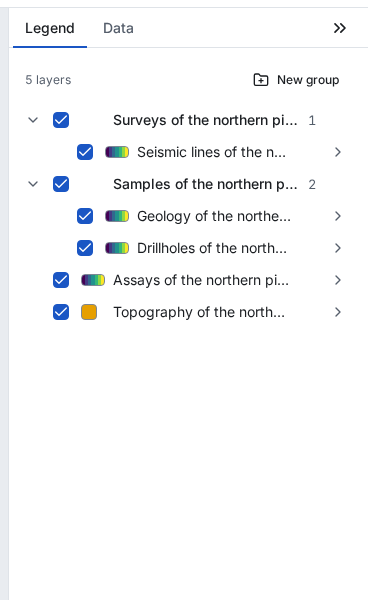 Legend Data
5 layers New group
Surveys of the northern pi... 1
Seismic lines of the n...
Samples of the northern p... 2
Geology of the northe...
Drillholes of the north...
Assays of the northern pi...
Topography of the north...